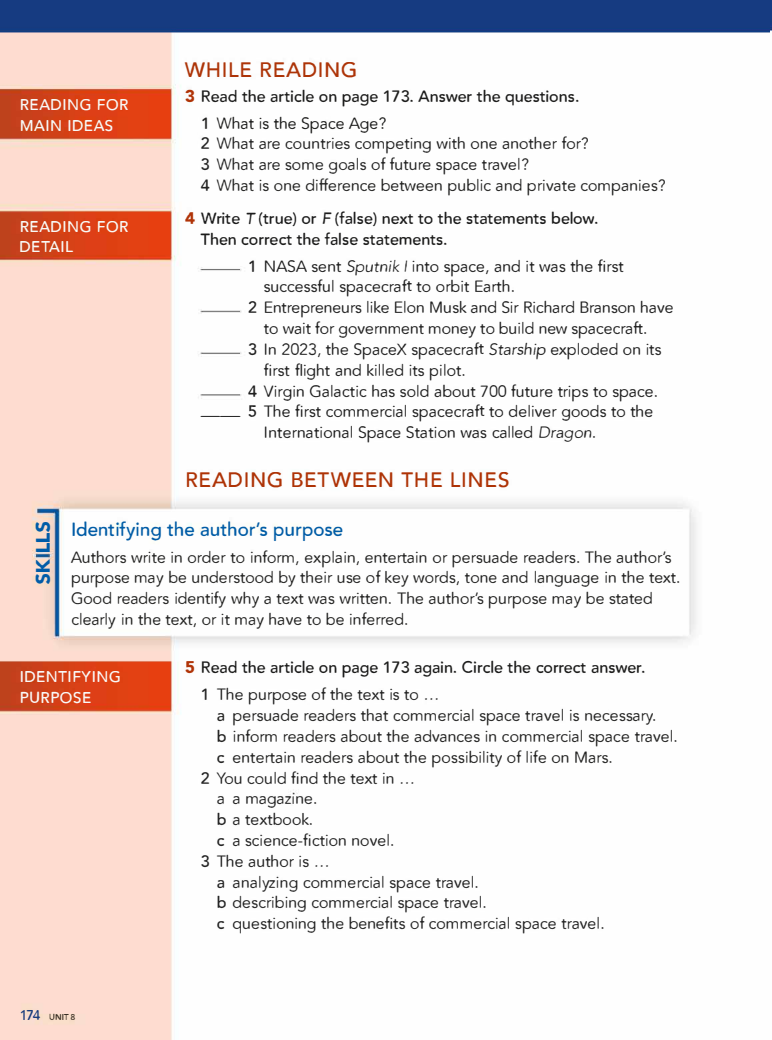 WHILE READING
READING FOR
MAIN IDEAS
3 Read the article on page 173. Answer the questions.
1 What is the Space Age?
2 What are countries competing with one another for?
3 What are some goals of future space travel?
4 What is one difference between public and private companies?
READING FOR
DETAIL
4 Write T (true) or F (false) next to the statements below.
Then correct the false statements.
_____ 1 NASA sent Sputnik I into space, and it was the first
successful spacecraft to orbit Earth.
_____ 2 Entrepreneurs like Elon Musk and Sir Richard Branson have
to wait for government money to build new spacecraft.
_____ 3 In 2023, the SpaceX spacecraft Starship exploded on its
first flight and killed its pilot.
_____ 4 Virgin Galactic has sold about 700 future trips to space.
_____ 5 The first commercial spacecraft to deliver goods to the
International Space Station was called Dragon.
READING BETWEEN THE LINES
SKILLS
Identifying the author's purpose
Authors write in order to inform, explain, entertain or persuade readers. The author's
purpose may be understood by their use of key words, tone and language in the text.
Good readers identify why a text was written. The author's purpose may be stated
clearly in the text, or it may have to be inferred.
IDENTIFYING
PURPOSE
5 Read the article on page 173 again. Circle the correct answer.
1 The purpose of the text is to …
a persuade readers that commercial space travel is necessary.
b inform readers about the advances in commercial space travel.
c entertain readers about the possibility of life on Mars.
2 You could find the text in …
a a magazine.
b a textbook.
c a science-fiction novel.
3 The author is …
a analyzing commercial space travel.
b describing commercial space travel.
c questioning the benefits of commercial space travel.
174 UNIT 8